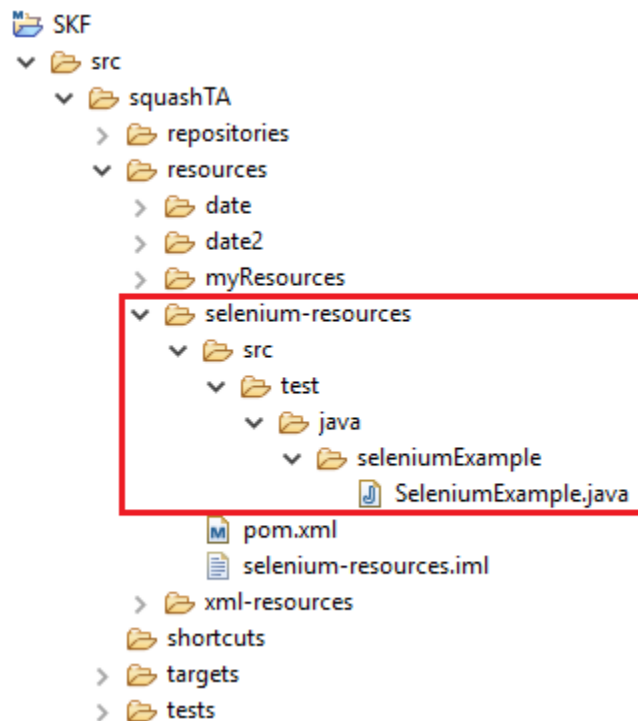 SKF
src
squashTA
repositories
resources
date
date2
myResources
selenium-resources
src
test
java
seleniumExample
SeleniumExample.java
pom.xml
selenium-resources.iml
xml-resources
shortcuts
targets
tests